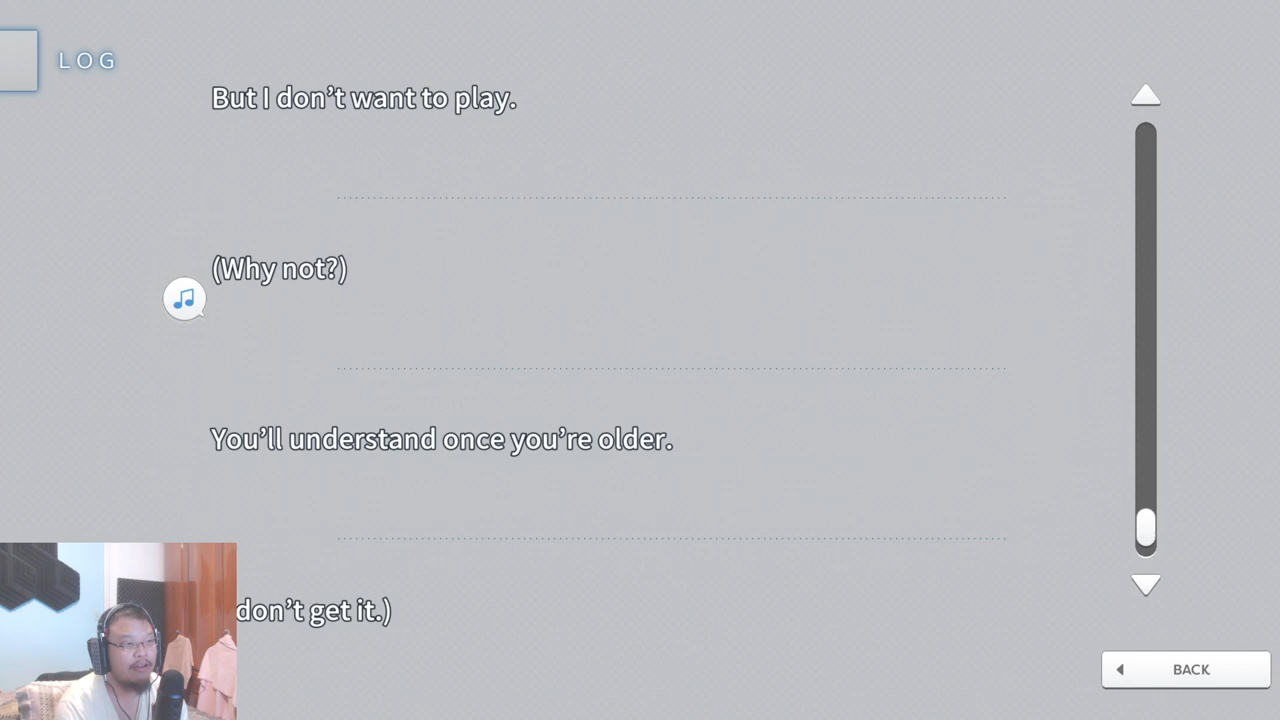 LOG
But I don’t want to play.
(Why not?)
You’ll understand once you’re older.
don’t get it.)
BACK